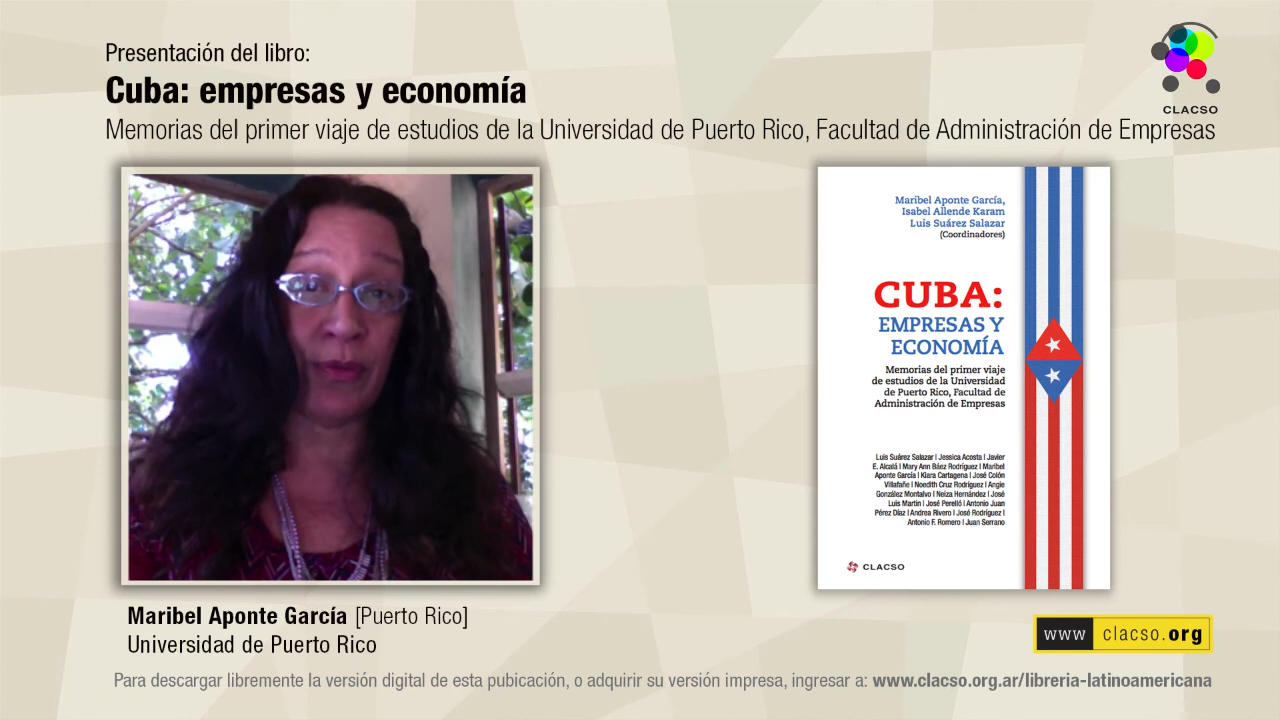 Presentación del libro:
Cuba: empresas y economía
Memorias del primer viaje de estudios de la Universidad de Puerto Rico, Facultad de Administración de Empresas
CLACSO
Maribel Aponte García,
Isabel Allende Karam
Luis Suárez Salazar
(Coordinadores)
CUBA:
EMPRESAS Y
ECONOMÍA
Memorias del primer viaje
de estudios de la Universidad
de Puerto Rico, Facultad de
Administración de Empresas
Luis Suárez Salazar | Jessica Acosta | Javier
E. Alcalá | Mary Ann Báez Rodríguez | Maribel
Aponte García | Kiara Cartagena | José Colón
Villafañe | Noedith Cruz Rodríguez | Angie
González Montalvo | Neiza Hernández | José
Luis Martin | José Perelló | Antonio Juan
Pérez Díaz | Andrea Rivero | José Rodríguez |
Antonio F. Romero | Juan Serrano
CLACSO
Maribel Aponte García [Puerto Rico]
Universidad de Puerto Rico
www clacso.org
Para descargar libremente la versión digital de esta pubicación, o adquirir su versión impresa, ingresar a: www.clacso.org.ar/libreria-latinoamericana